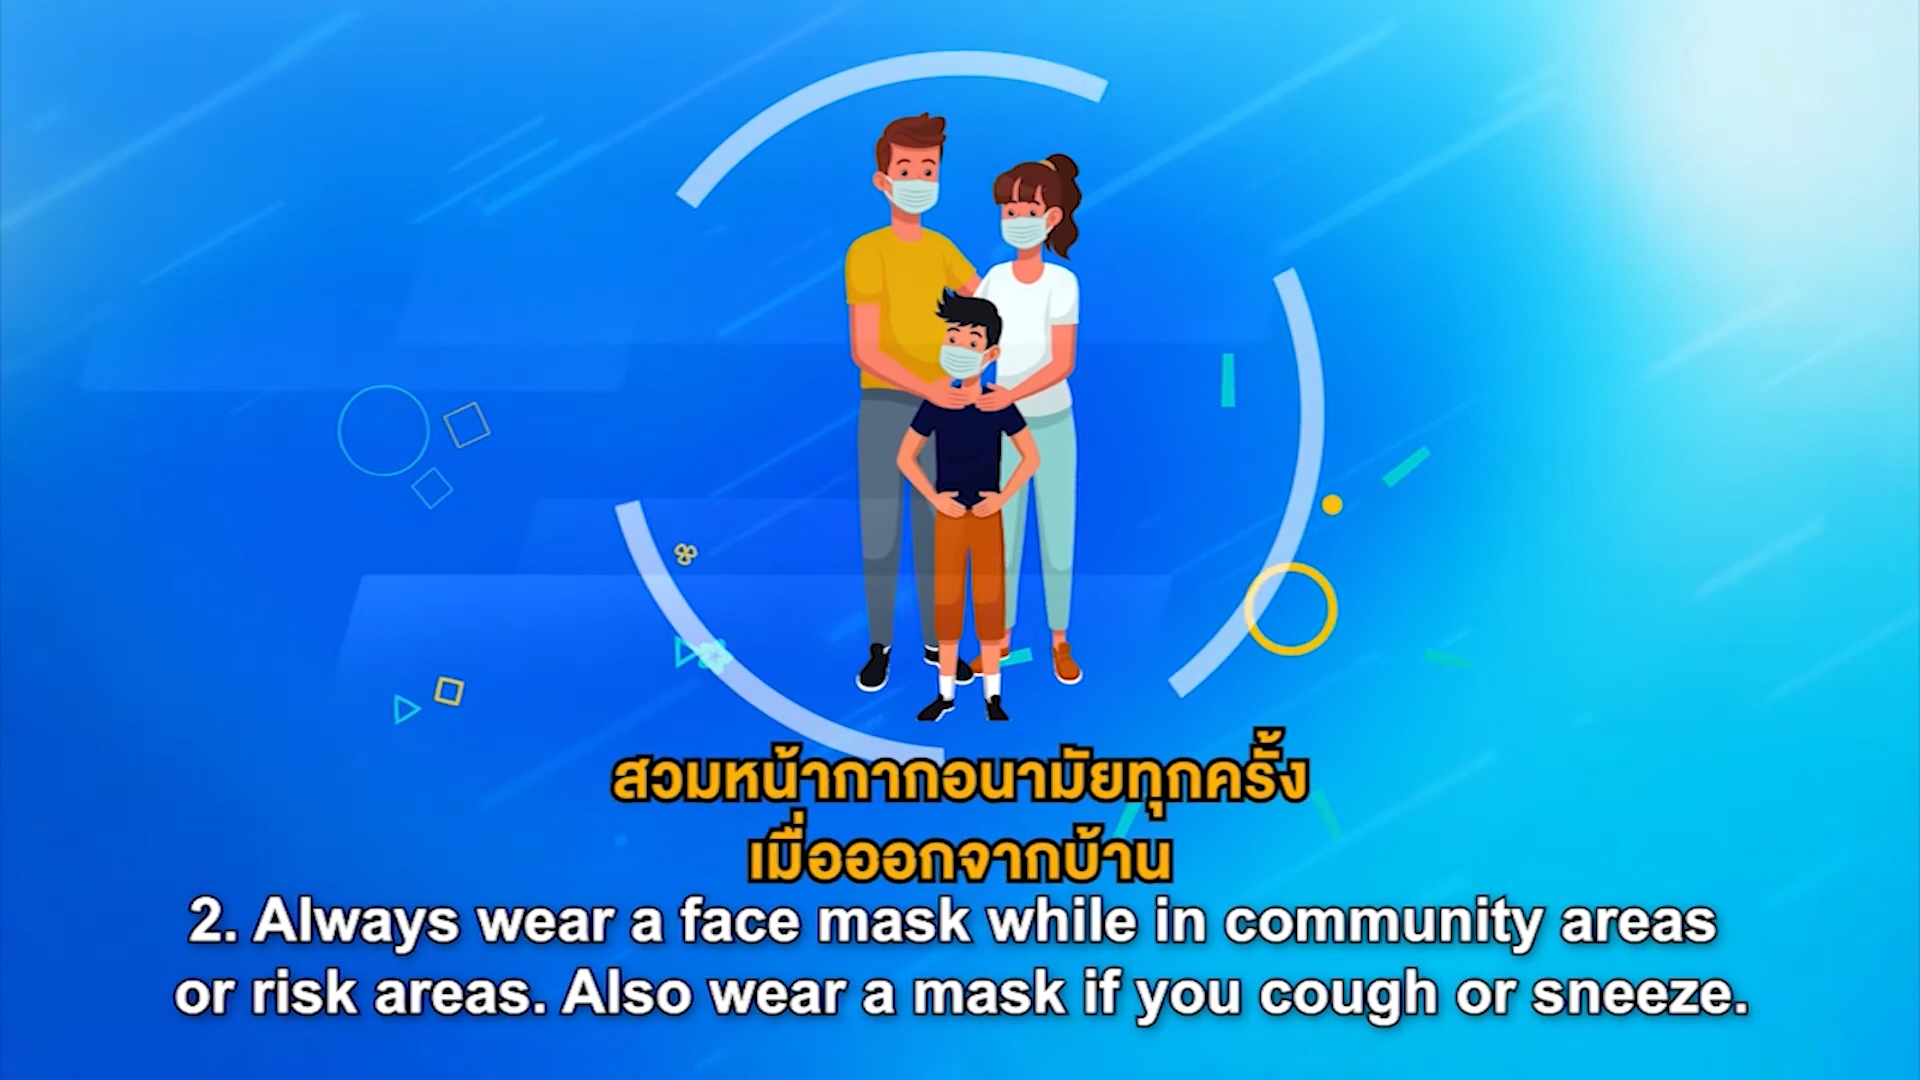 สวมหน้ากากอนามัยทุกครั้ง
เมื่อออกจากบ้าน
2. Always wear a face mask while in community areas
or risk areas. Also wear a mask if you cough or sneeze.